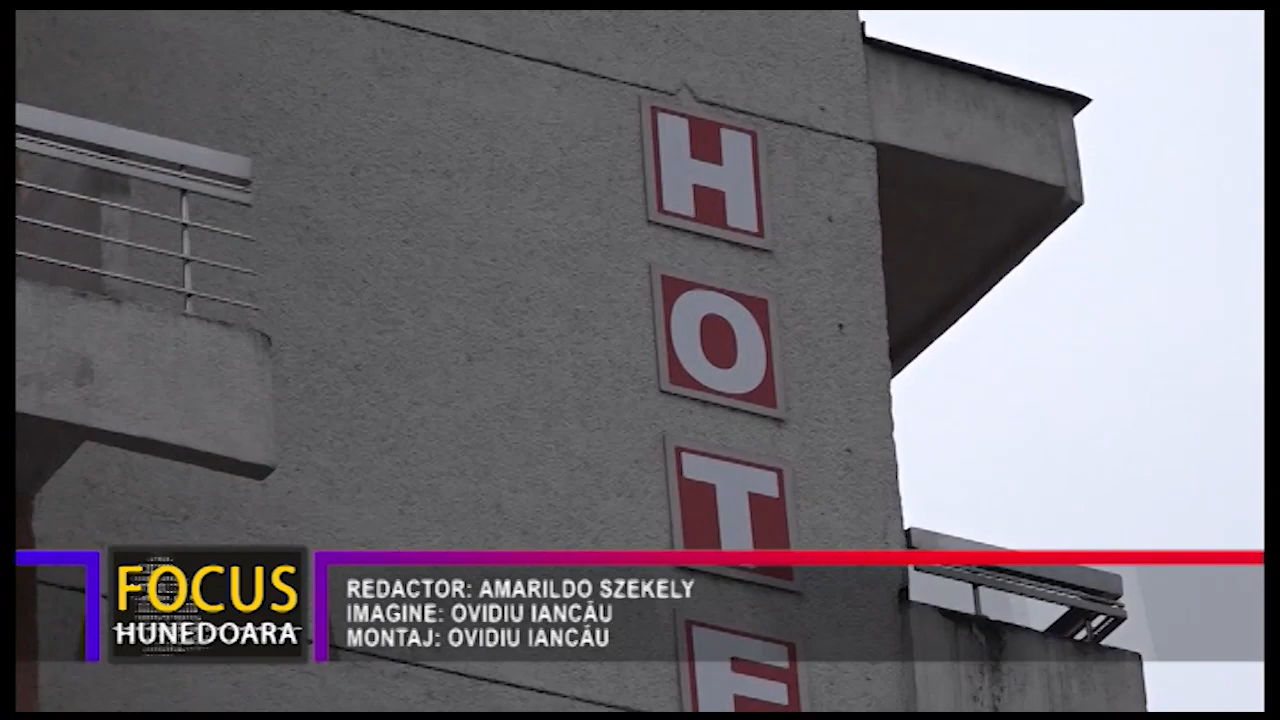 H
O
T
E
FOCUS
HUNEDOARA
REDACTOR: AMARILDO SZEKELY
IMAGINE: OVIDIU IANCĂU
MONTAJ: OVIDIU IANCĂU